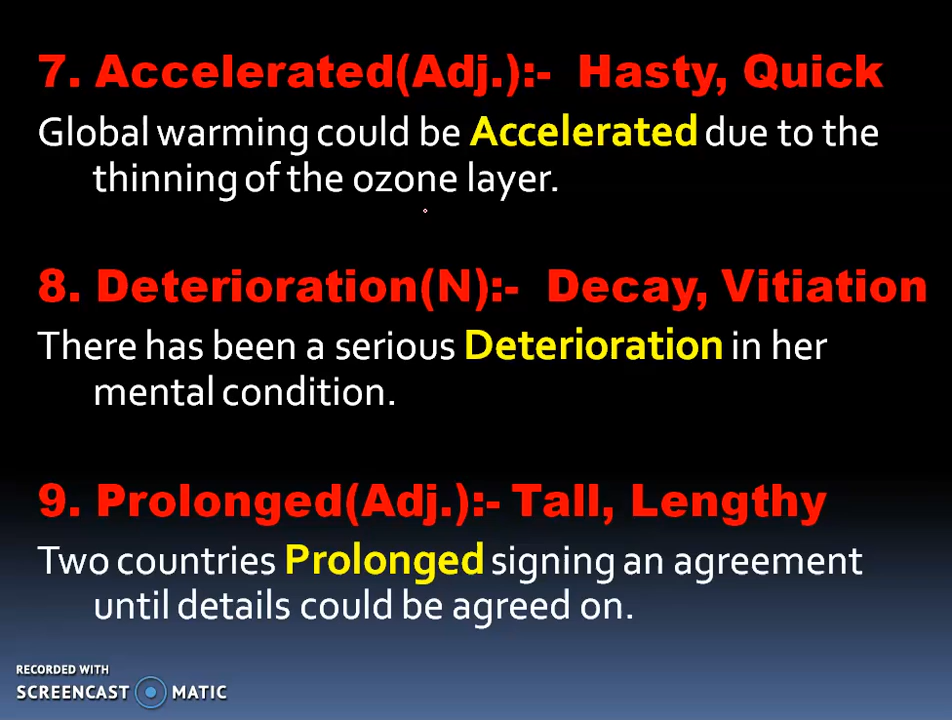 7. Accelerated(Adj.):- Hasty, Quick
Global warming could be Accelerated due to the
thinning of the ozone layer.
8. Deterioration(N):- Decay, Vitiation
There has been a serious Deterioration in her
mental condition.
9. Prolonged(Adj.):- Tall, Lengthy
Two countries Prolonged signing an agreement
until details could be agreed on.
RECORDED WITH
SCREENCAST MATIC